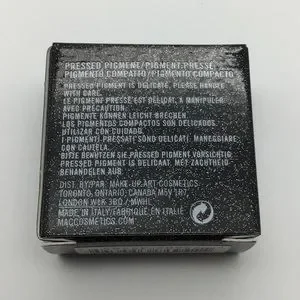 PRESSED PIGMENT/PIGMENT PRESSÉ
PIGMENTO COMPATTO/PIGMENTO COMPACTO
PRESSED PIGMENT IS DELICATE, PLEASE HANDLE
WITH CARE.
LE PIGMENT PRESSÉ EST DÉLICAT, A MANIPULER
AVEC PRÉCAUTION.
PIGMENTE KÖNNEN LEICHT BRECHEN.
LOS PIGMENTOS COMPACTOS SON DELICADOS.
UTILIZAR CON CUIDADO.
I PIGMENTI PRESSATI SONO DELICATI. MANEGGIARE
CON CAUTELA.
BITTE BENUTZEN SIE PRESSED PIGMENT VORSICHTIG.
PRESSED PIGMENT IS DELICAAT, MET ZACHTHEID
BEHANDELEN AUB.
DIST. BY/PAR. MAKE-UP ART COSMETICS
TORONTO, ONTARIO, CANADA M5V 1R7
LONDON W1K 3BQ / MWHL
MADE IN ITALY/FABRIQUÉ EN ITALIE
MACCOSMETICS.COM